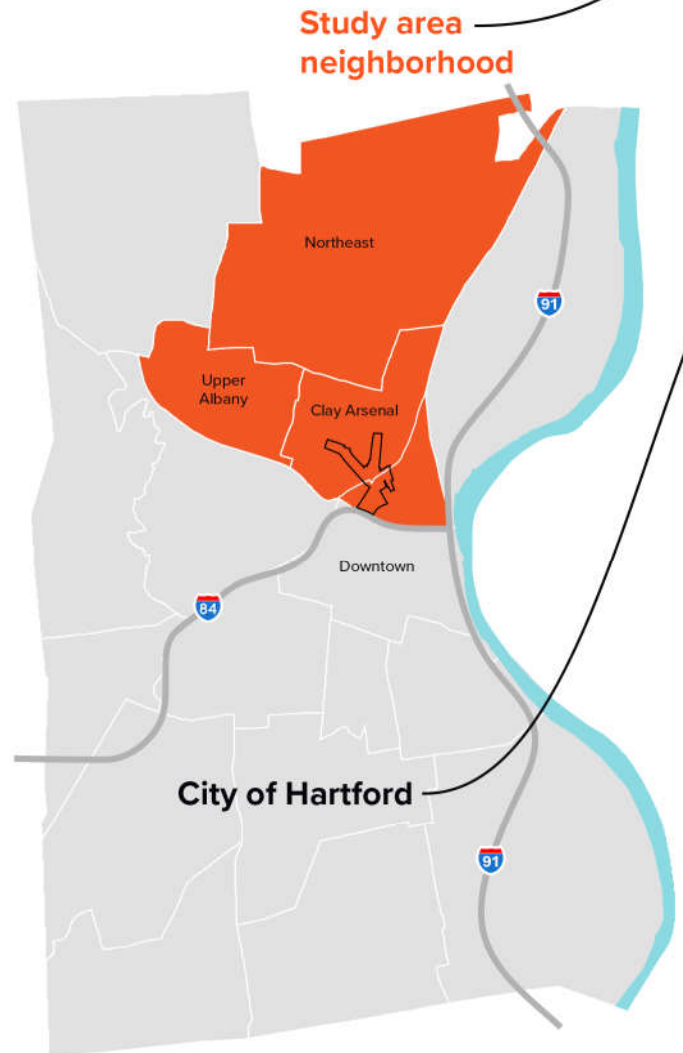 Study area
neighborhood
Northeast
91
Upper
Albany
Clay Arsenal
Downtown
84
City of Hartford
91